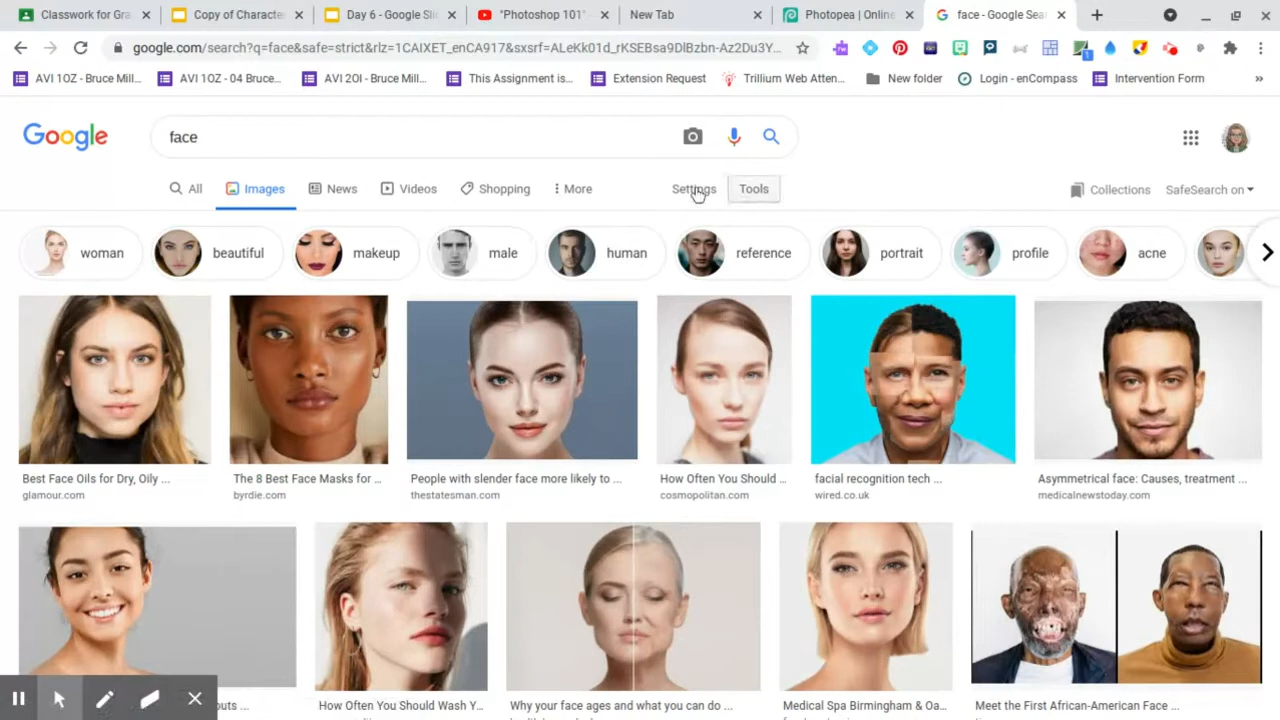 Classwork for Gra
Copy of Characte
Day 6 - Google Sli
"Photoshop 101"
New Tab
Photopea | Online
face - Google Sea
google.com/search?q=face&safe=strict&rlz=1CAIXET_enCA917&sxsrf=ALeKk01d_rKSEBsa9DlBzbn-Az2Du3Y...
AVI 1OZ - Bruce Mill...
AVI 1OZ - 04 Bruce...
AVI 2OI - Bruce Mill...
This Assignment is...
Extension Request
Trillium Web Atten...
New folder
Login - enCompass
Intervention Form
»
Google
face
All
Images
News
Videos
Shopping
More
Settings
Tools
Collections
SafeSearch on
woman
beautiful
makeup
male
human
reference
portrait
profile
acne
Best Face Oils for Dry, Oily ...
glamour.com
The 8 Best Face Masks for ...
byrdie.com
People with slender face more likely to ...
thestatesman.com
How Often You Should ...
cosmopolitan.com
facial recognition tech ...
wired.co.uk
Asymmetrical face: Causes, treatment ...
medicalnewstoday.com
outs ...
How Often You Should Wash Y...
Why your face ages and what you can do ...
Medical Spa Birmingham & Oa...
Meet the First African-American Face ...